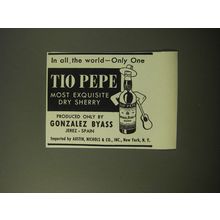 In all, the world—Only One
TIO PEPE
MOST EXQUISITE
DRY SHERRY
PRODUCED ONLY BY
GONZALEZ BYASS
JEREZ - SPAIN
Imported by AUSTIN, NICHOLS & CO., INC., New York, N. Y.